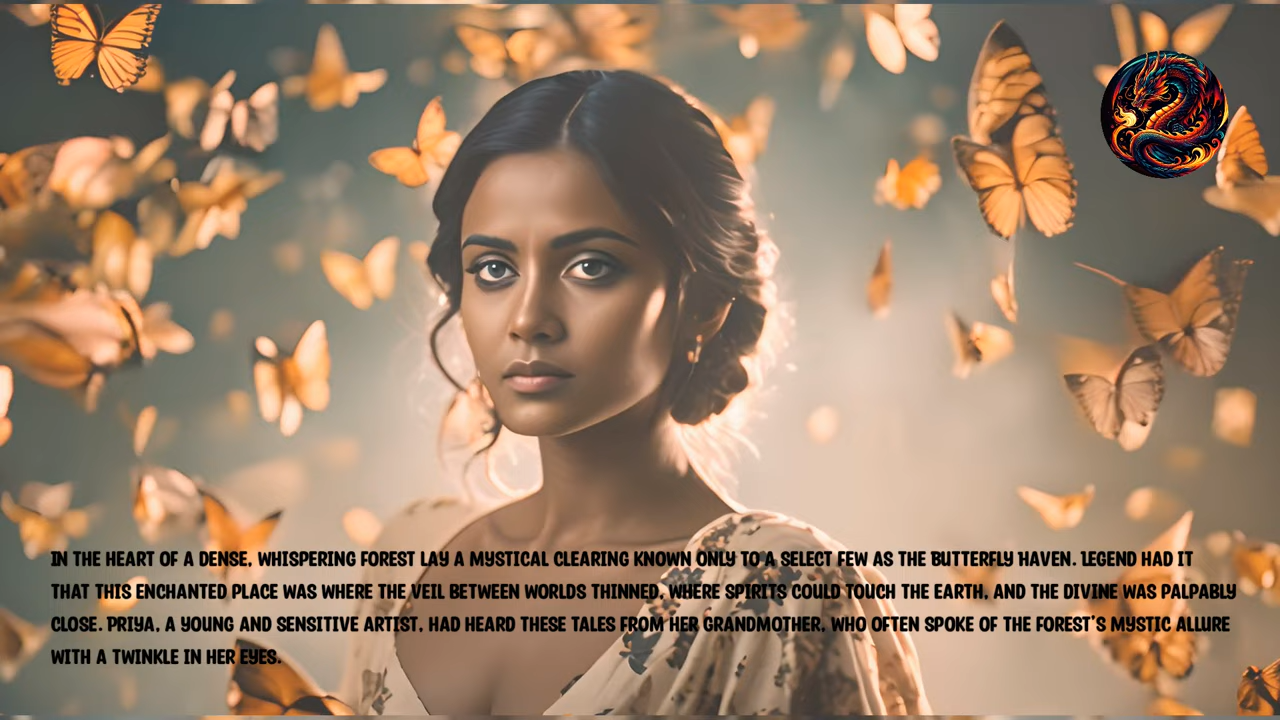 IN THE HEART OF A DENSE, WHISPERING FOREST LAY A MYSTICAL CLEARING KNOWN ONLY TO A SELECT FEW AS THE BUTTERFLY HAVEN. LEGEND HAD IT
THAT THIS ENCHANTED PLACE WAS WHERE THE VEIL BETWEEN WORLDS THINNED, WHERE SPIRITS COULD TOUCH THE EARTH, AND THE DIVINE WAS PALPABLY
CLOSE. PRIYA, A YOUNG AND SENSITIVE ARTIST, HAD HEARD THESE TALES FROM HER GRANDMOTHER, WHO OFTEN SPOKE OF THE FOREST'S MYSTIC ALLURE
WITH A TWINKLE IN HER EYES.